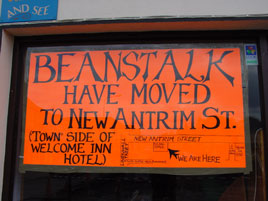 AND SEE
BEANSTALK
HAVE MOVED
TO NEW ANTRIM ST.
(TOWN SIDE OF
WELCOME INN
HOTEL)
NEW ANTRIM STREET
WE ARE HERE